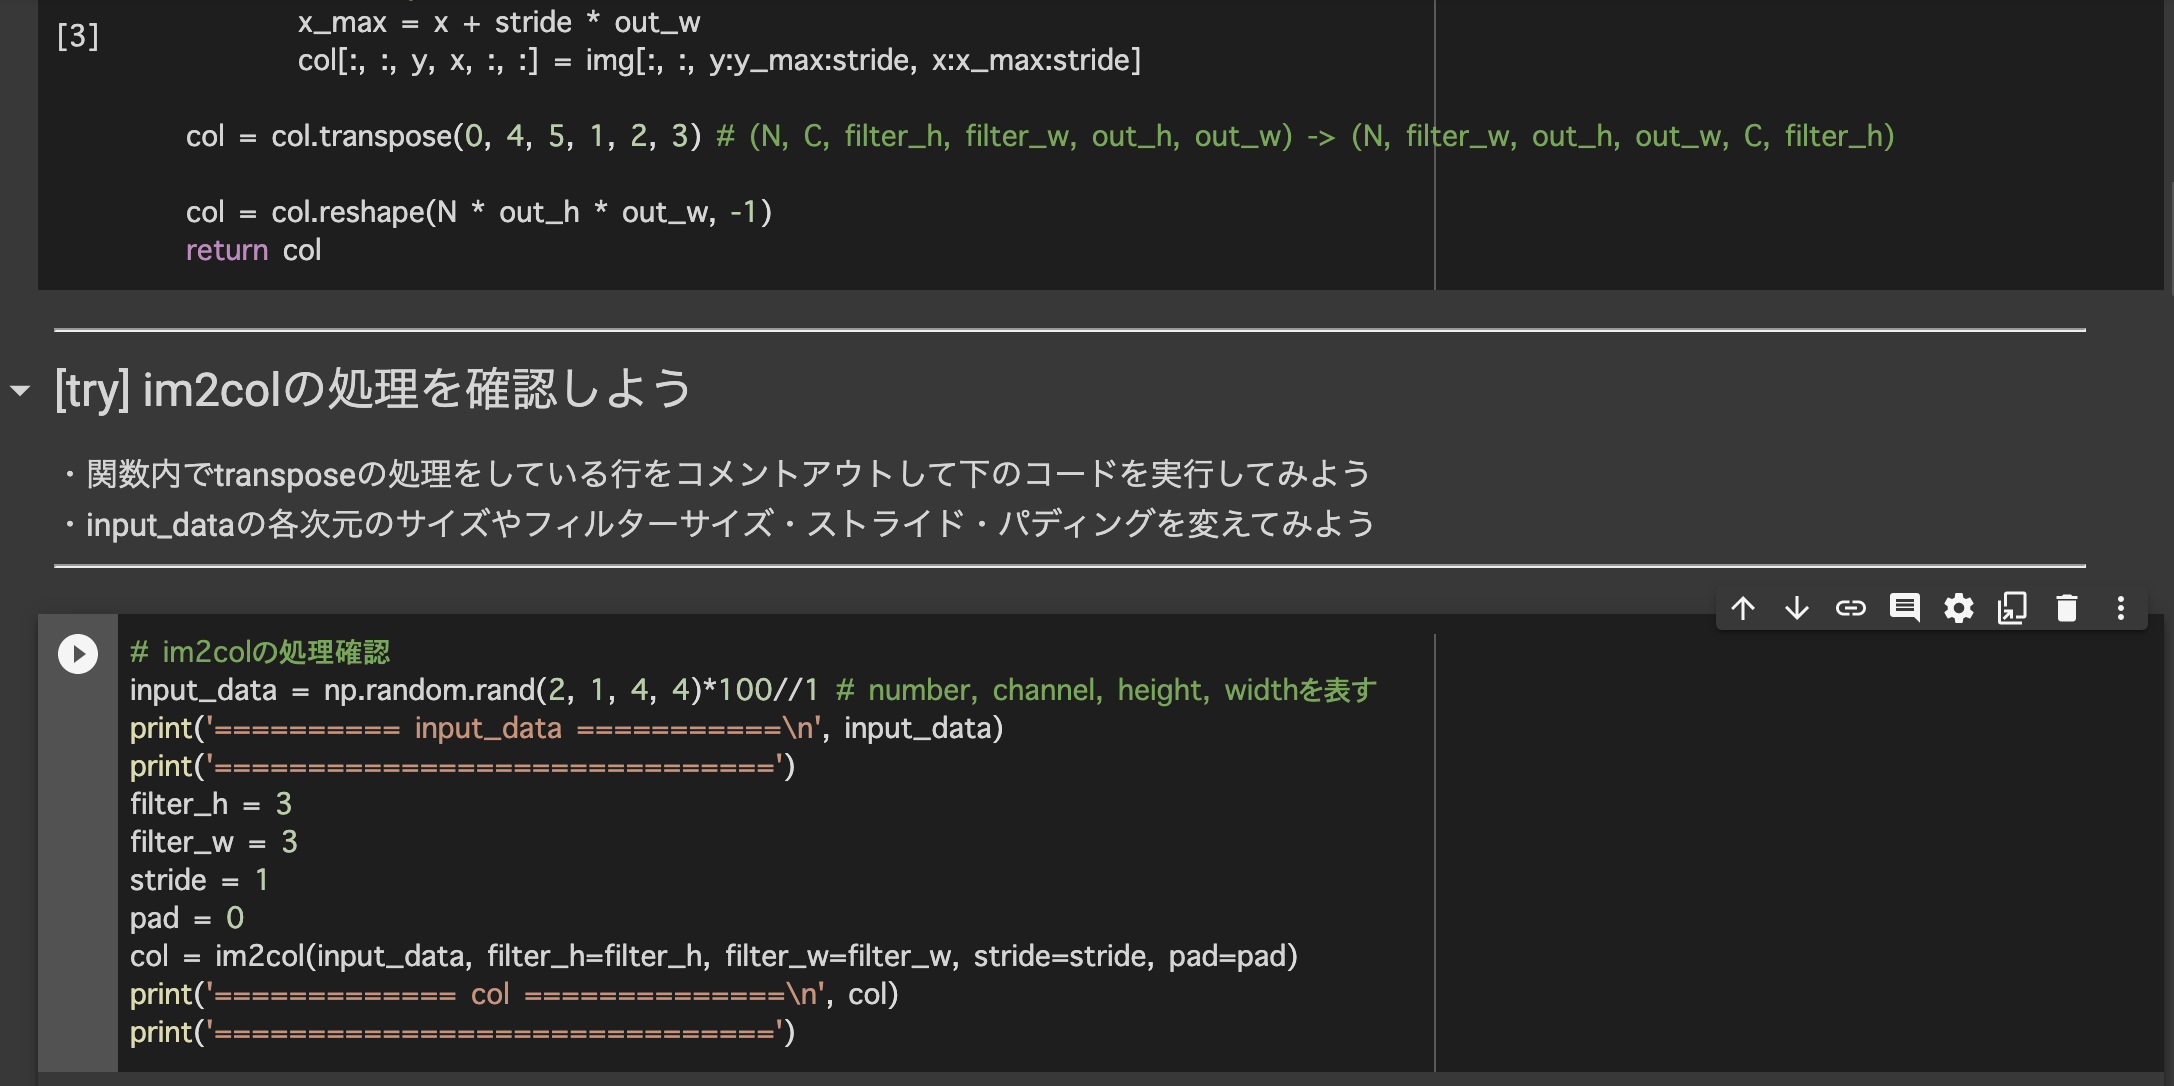 [3]
x_max = x + stride * out_w
col[:, :, y, x, :, :] = img[:, :, y:y_max:stride, x:x_max:stride]
col = col.transpose(0, 4, 5, 1, 2, 3) # (N, C, filter_h, filter_w, out_h, out_w) -> (N, filter_w, out_h, out_w, C, filter_h)
col = col.reshape(N * out_h * out_w, -1)
return col
[try] im2colの処理を確認しよう
・関数内でtransposeの処理をしている行をコメントアウトして下のコードを実行してみよう
・input_dataの各次元のサイズやフィルターサイズ・ストライド・パディングを変えてみよう
# im2colの処理確認
input_data = np.random.rand(2, 1, 4, 4)*100//1 # number, channel, height, widthを表す
print('========== input_data ===========\n', input_data)
print('==============================')
filter_h = 3
filter_w = 3
stride = 1
pad = 0
col = im2col(input_data, filter_h=filter_h, filter_w=filter_w, stride=stride, pad=pad)
print('============= col ==============\n', col)
print('==============================')